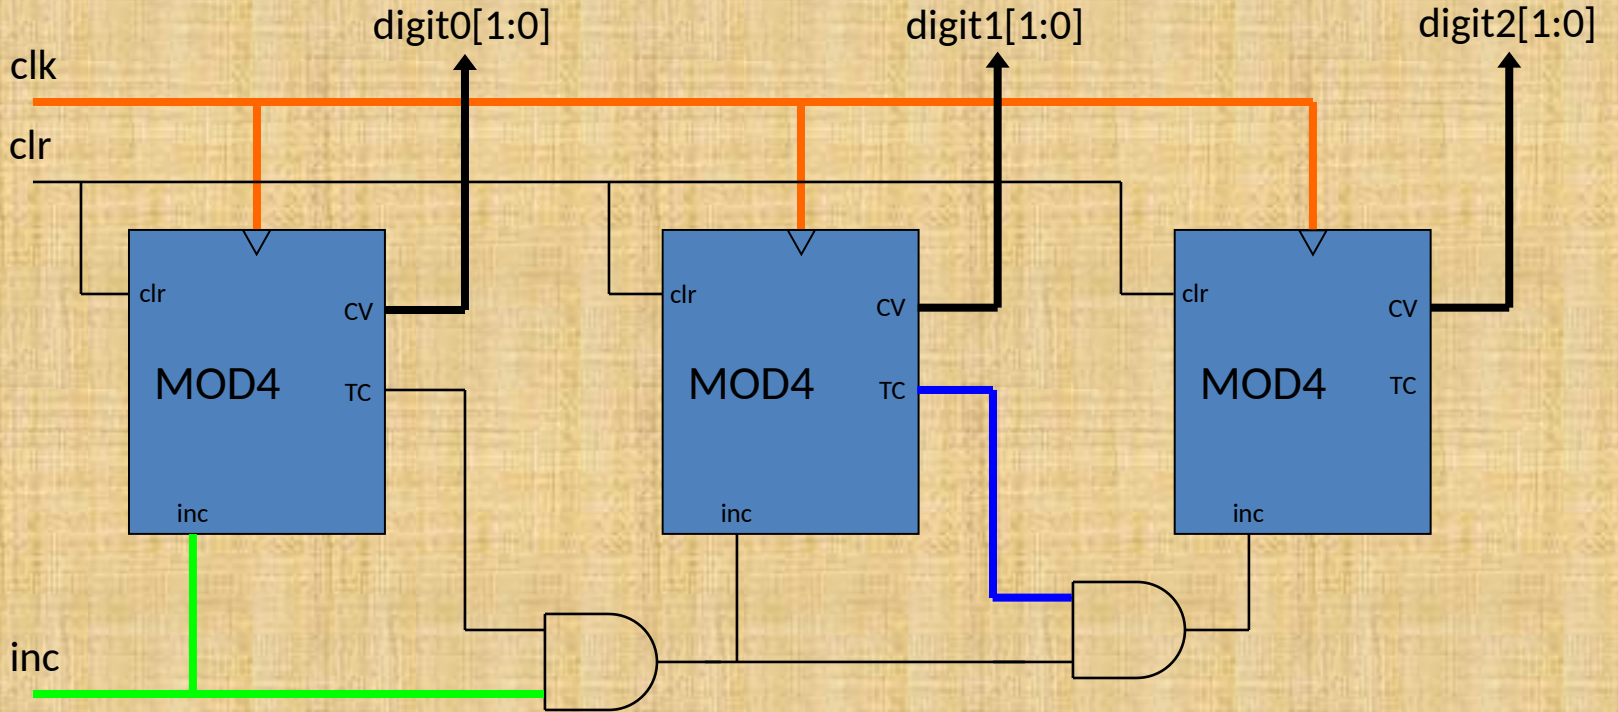 digit0[1:0]
digit1[1:0]
digit2[1:0]
clk
clr
clr
CV
MOD4
TC
inc
clr
CV
MOD4
TC
inc
clr
CV
MOD4
TC
inc
inc